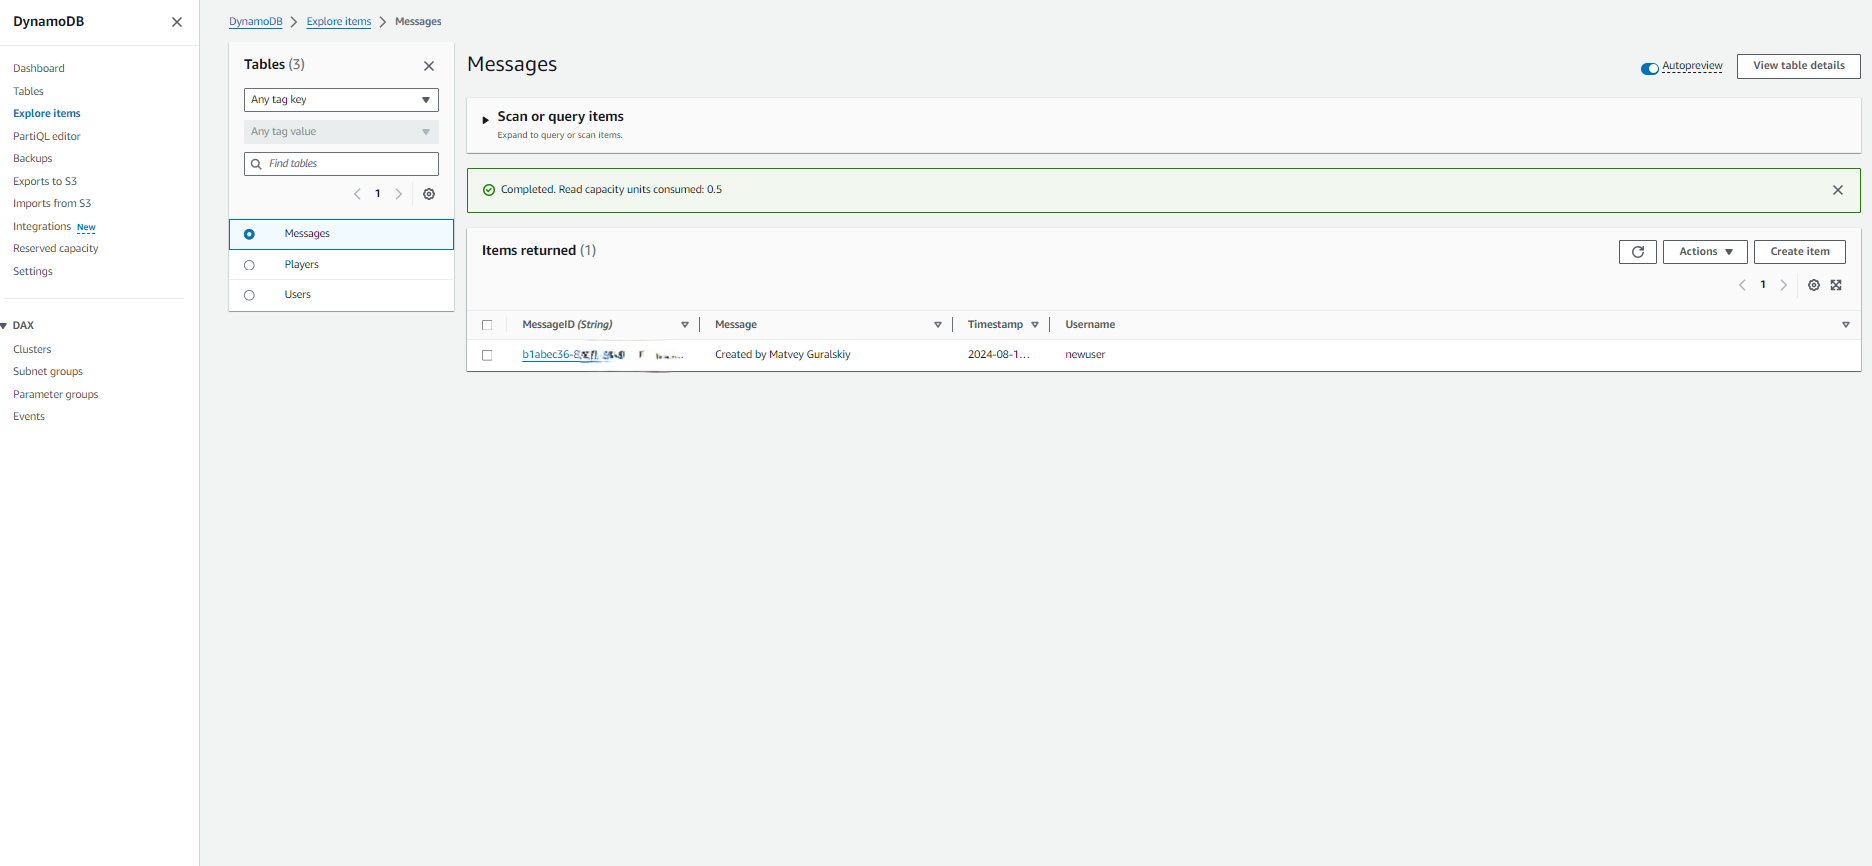 DynamoDB
Dashboard
Tables
Explore items
PartiQL editor
Backups
Exports to S3
Imports from S3
Integrations New
Reserved capacity
Settings
DAX
Clusters
Subnet groups
Parameter groups
Events
DynamoDB Explore items Messages
Tables (3)
Any tag key
Any tag value
Find tables
1
Messages
Players
Users
Messages
Autopreview View table details
Scan or query items
Expand to query or scan items.
Completed. Read capacity units consumed: 0.5
Items returned (1)
Actions Create item
1
MessageID (String) Message Timestamp Username
b1abec36- Created by Matvey Guralskiy 2024-08-1… newuser